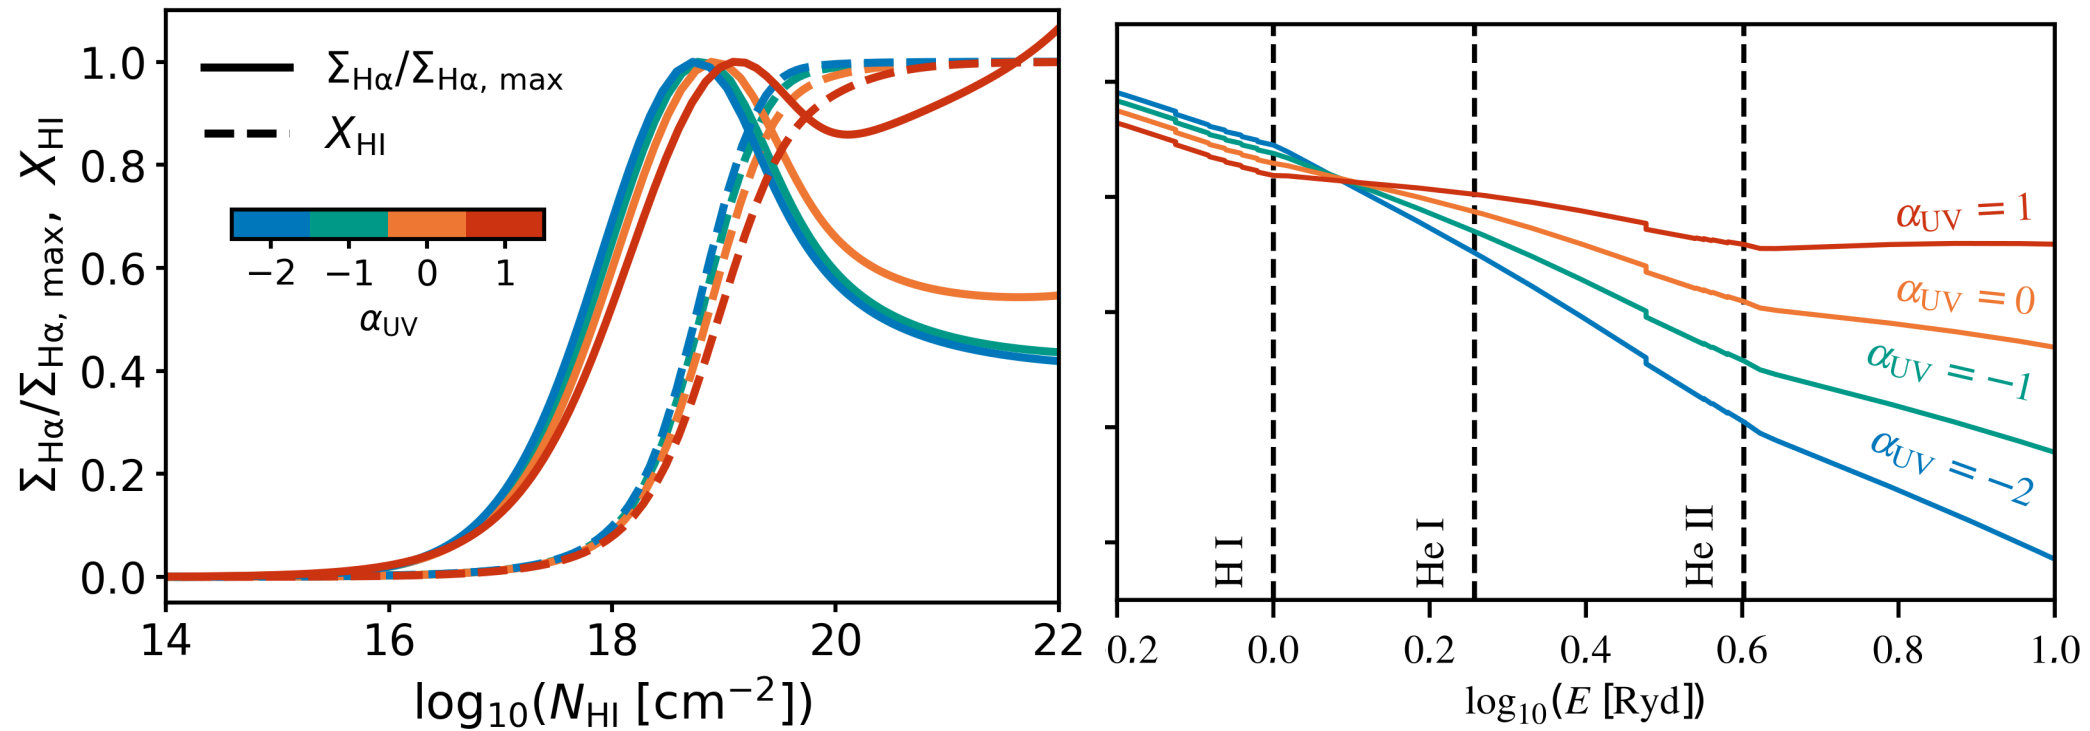 Σ_Hα/Σ_Hα, max, X_HI
1.0
0.8
0.6
0.4
0.2
0.0
Σ_Hα/Σ_Hα, max
X_HI
−2 −1 0 1
α_UV
14 16 18 20 22
log₁₀(N_HI [cm⁻²])
H I
He I
He II
α_UV = 1
α_UV = 0
α_UV = −1
α_UV = −2
0.2 0.0 0.2 0.4 0.6 0.8 1.0
log₁₀(E [Ryd])